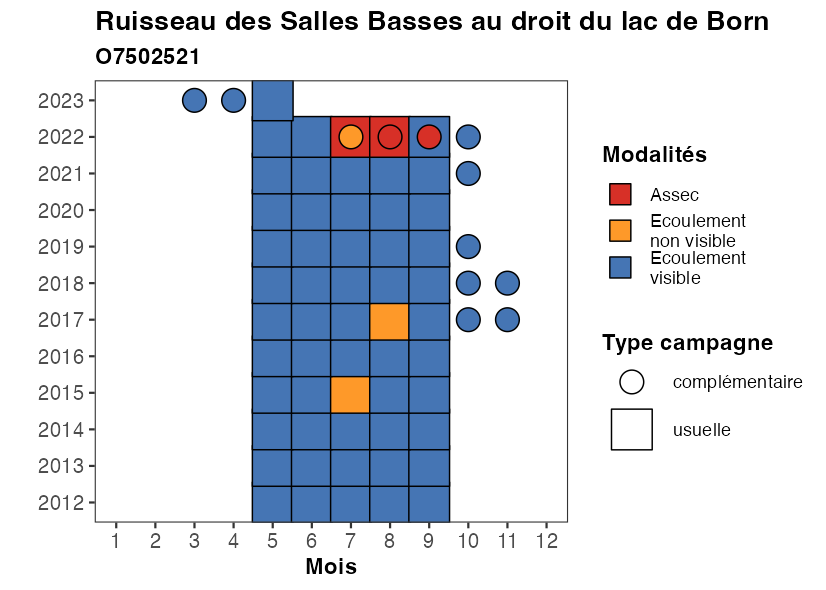 Ruisseau des Salles Basses au droit du lac de Born
O7502521
2023
2022
2021
2020
2019
2018
2017
2016
2015
2014
2013
2012
1 2 3 4 5 6 7 8 9 10 11 12
Mois
Modalités
Assec
Ecoulement
non visible
Ecoulement
visible
Type campagne
complémentaire
usuelle